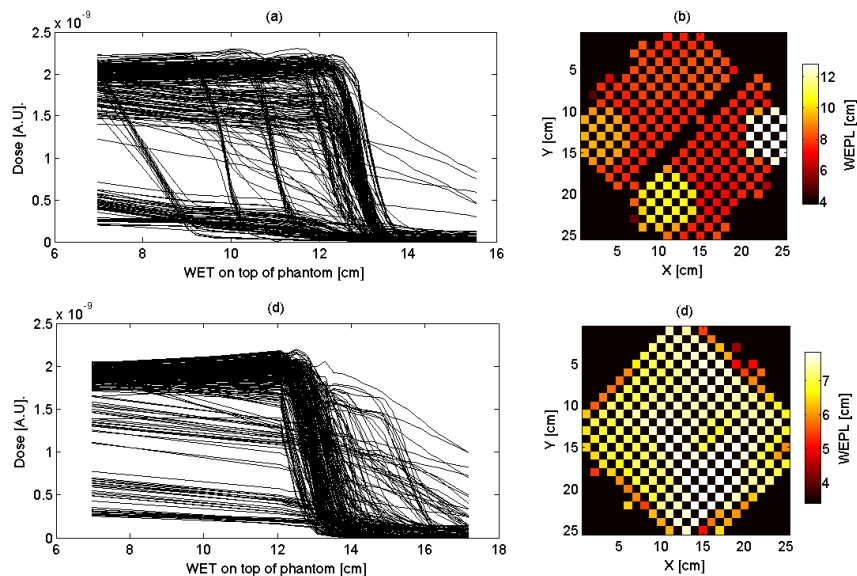 (a)
x 10⁻⁹
2.5
2
1.5
1
0.5
0
6 8 10 12 14 16
WET on top of phantom [cm]
Dose [A.U].
(b)
5
10
15
20
25
5 10 15 20 25
X [cm]
Y [cm]
12
10
8
6
4
WEPL [cm]
(d)
x 10⁻⁹
2.5
2
1.5
1
0.5
0
6 8 10 12 14 16 18
WET on top of phantom [cm]
Dose [A.U].
(d)
5
10
15
20
25
5 10 15 20 25
X [cm]
Y [cm]
7
6
5
4
WEPL [cm]